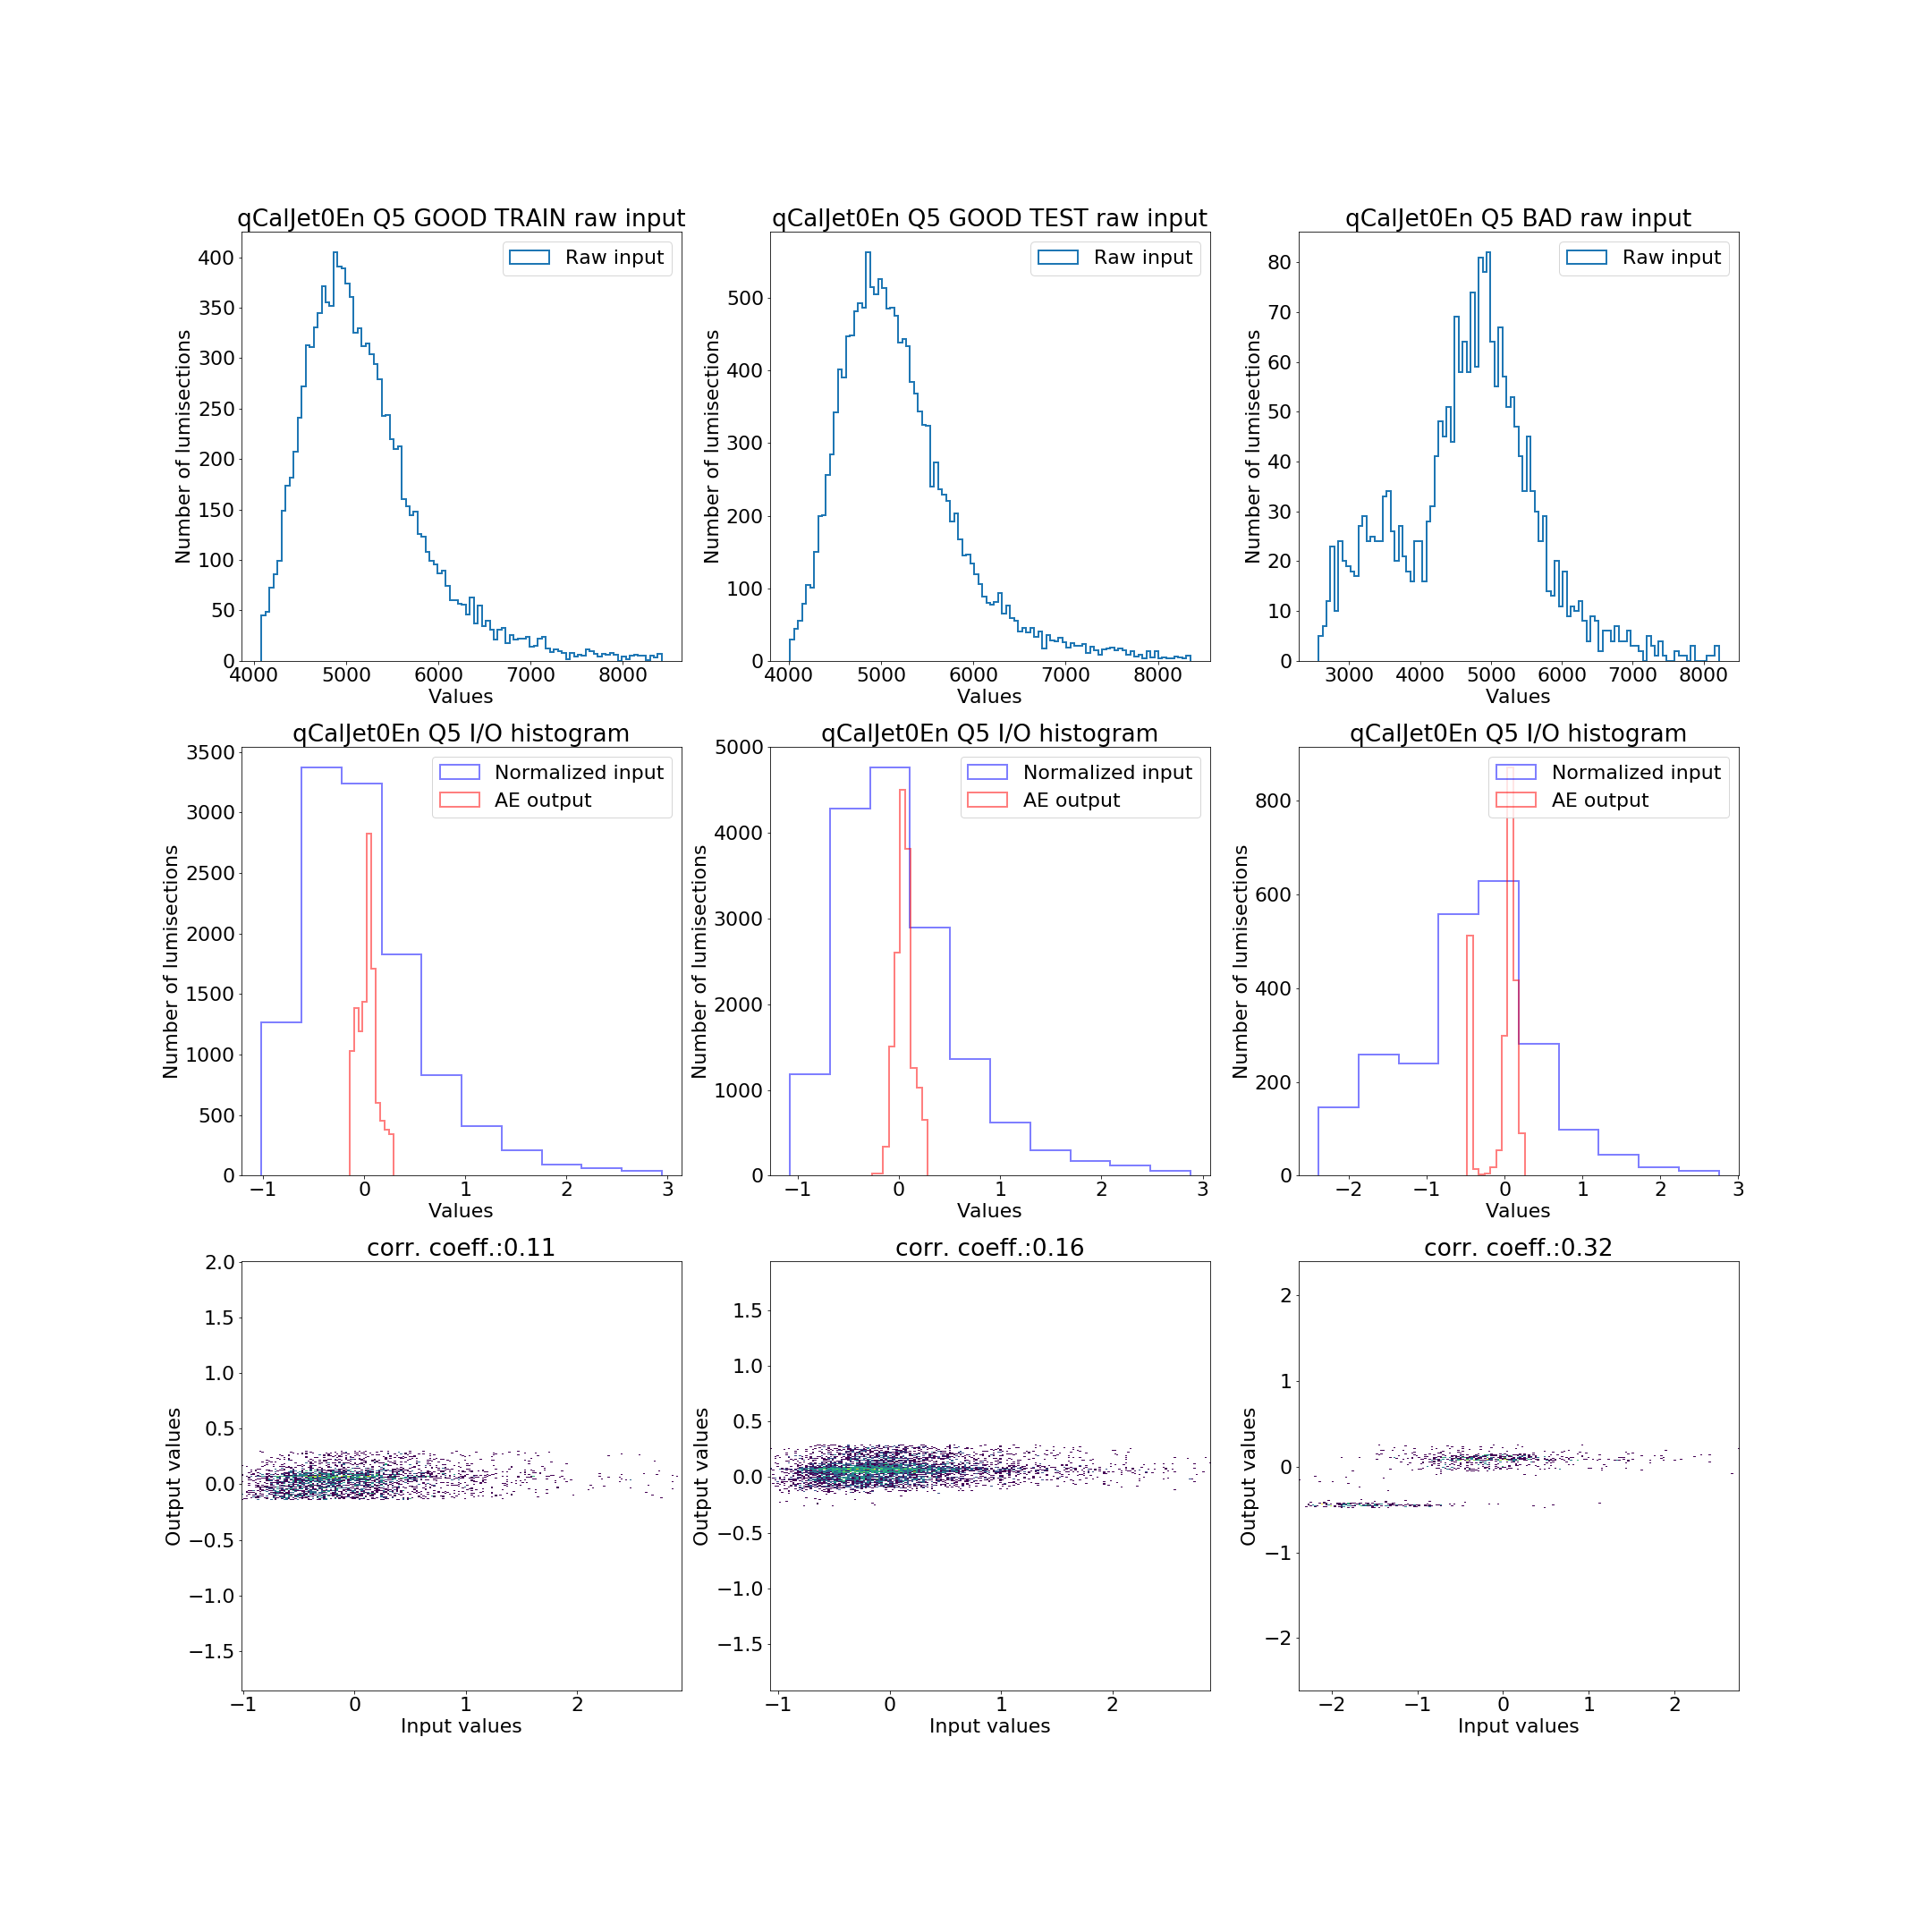 qCalJet0En Q5 GOOD TRAIN raw input
Raw input
Number of lumisections
400
350
300
250
200
150
100
50
0
4000 5000 6000 7000 8000
Values
qCalJet0En Q5 GOOD TEST raw input
Raw input
Number of lumisections
500
400
300
200
100
0
4000 5000 6000 7000 8000
Values
qCalJet0En Q5 BAD raw input
Raw input
Number of lumisections
80
70
60
50
40
30
20
10
0
3000 4000 5000 6000 7000 8000
Values
qCalJet0En Q5 I/O histogram
Normalized input
AE output
Number of lumisections
3500
3000
2500
2000
1500
1000
500
0
−1 0 1 2 3
Values
qCalJet0En Q5 I/O histogram
Normalized input
AE output
Number of lumisections
5000
4000
3000
2000
1000
0
−1 0 1 2 3
Values
qCalJet0En Q5 I/O histogram
Normalized input
AE output
Number of lumisections
800
600
400
200
0
−2 −1 0 1 2 3
Values
corr. coeff.:0.11
Output values
2.0
1.5
1.0
0.5
0.0
−0.5
−1.0
−1.5
−1 0 1 2
Input values
corr. coeff.:0.16
Output values
1.5
1.0
0.5
0.0
−0.5
−1.0
−1.5
−1 0 1 2
Input values
corr. coeff.:0.32
Output values
2
1
0
−1
−2
−2 −1 0 1 2
Input values